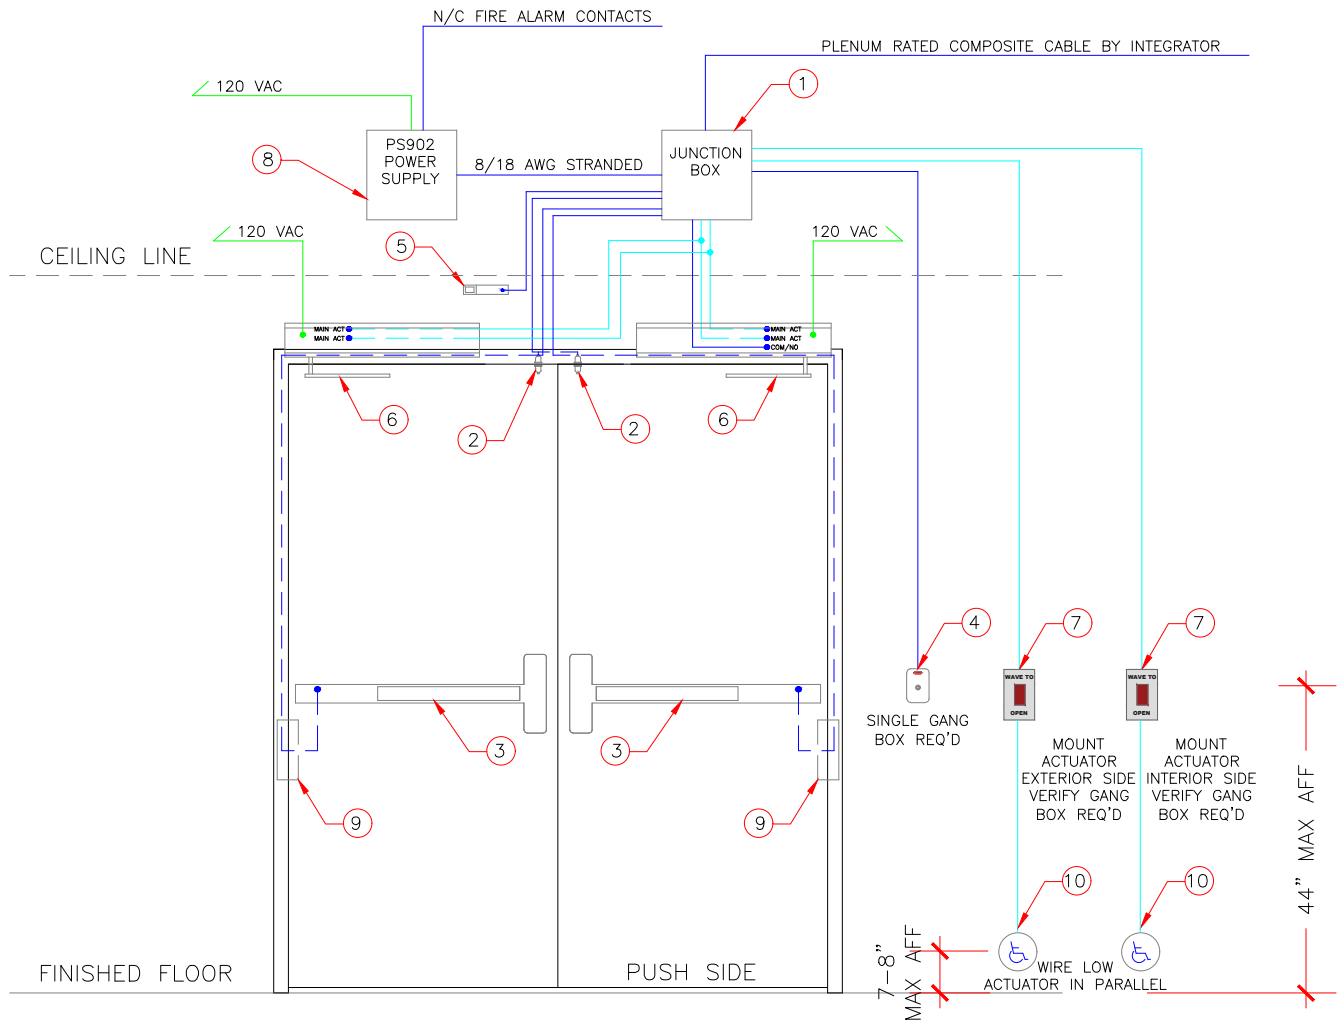 N/C FIRE ALARM CONTACTS
PLENUM RATED COMPOSITE CABLE BY INTEGRATOR
120 VAC
1
PS902
POWER
SUPPLY
8
8/18 AWG STRANDED
JUNCTION
BOX
120 VAC
120 VAC
5
CEILING LINE
MAIN ACT
MAIN ACT
MAIN ACT
MAIN ACT
COM/NO
6
2
2
6
4
7
7
WAVE TO
OPEN
WAVE TO
OPEN
SINGLE GANG
BOX REQ'D
3
3
MOUNT
ACTUATOR
EXTERIOR SIDE
VERIFY GANG
BOX REQ'D
MOUNT
ACTUATOR
INTERIOR SIDE
VERIFY GANG
BOX REQ'D
9
9
44" MAX AFF
10
10
7-8"
MAX AFF
WIRE LOW
ACTUATOR IN PARALLEL
FINISHED FLOOR
PUSH SIDE